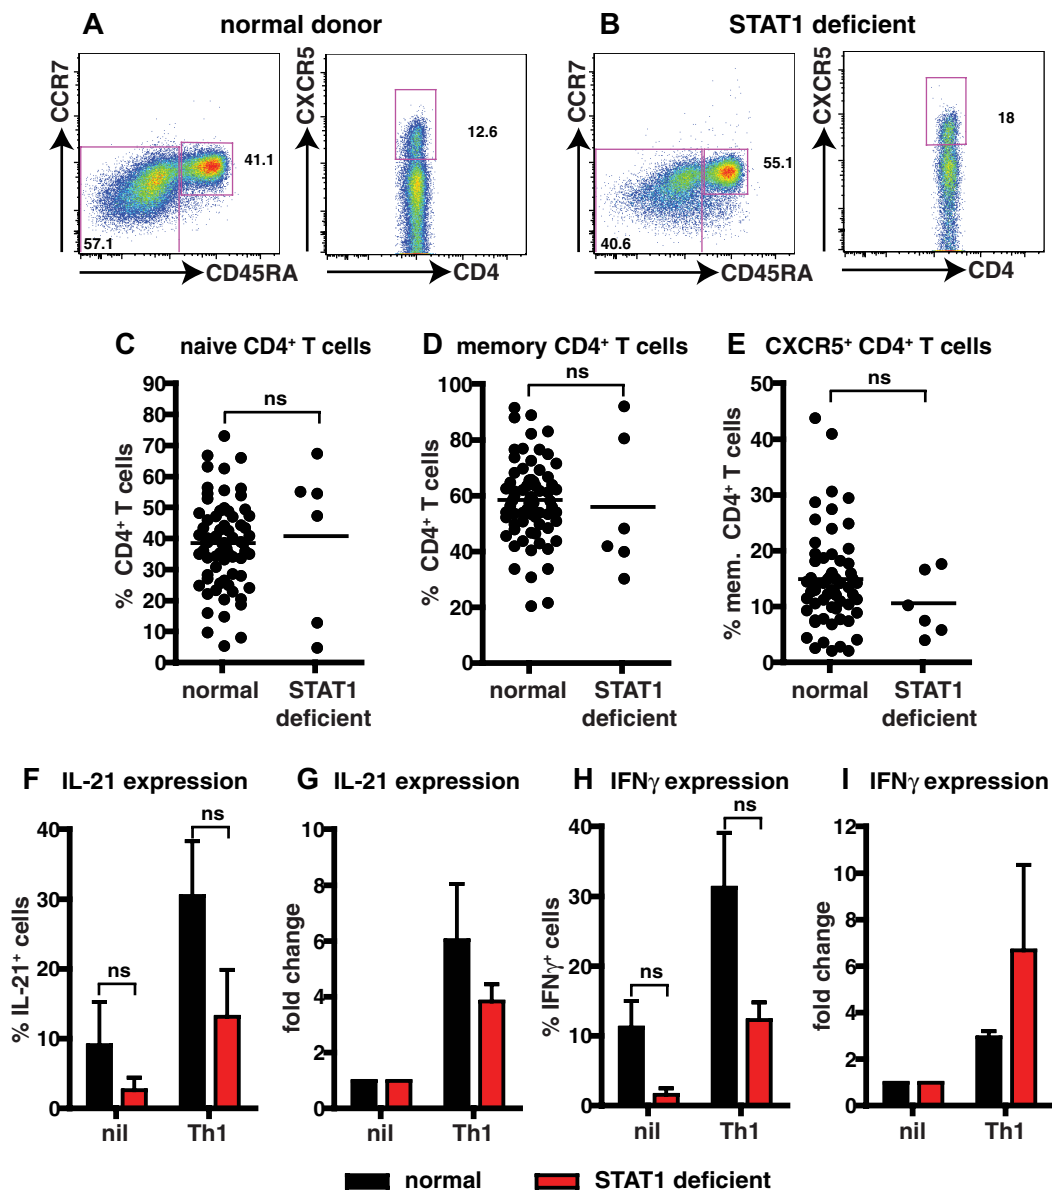 A normal donor B STAT1 deficient
CCR7
41.1
57.1
CD45RA
CXCR5
12.6
CD4
CCR7
55.1
40.6
CD45RA
CXCR5
18
CD4
C naive CD4⁺ T cells
% CD4⁺ T cells
90
80
70
60
50
40
30
20
10
0
ns
normal STAT1
deficient
D memory CD4⁺ T cells
% CD4⁺ T cells
100
80
60
40
20
0
ns
normal STAT1
deficient
E CXCR5⁺ CD4⁺ T cells
% mem. CD4⁺ T cells
50
40
30
20
10
0
ns
normal STAT1
deficient
F IL-21 expression
% IL-21⁺ cells
40
30
20
10
0
ns
ns
nil Th1
G IL-21 expression
fold change
10
8
6
4
2
0
nil Th1
H IFNγ expression
% IFNγ⁺ cells
40
30
20
10
0
ns
ns
nil Th1
I IFNγ expression
fold change
12
10
8
6
4
2
0
nil Th1
normal STAT1 deficient